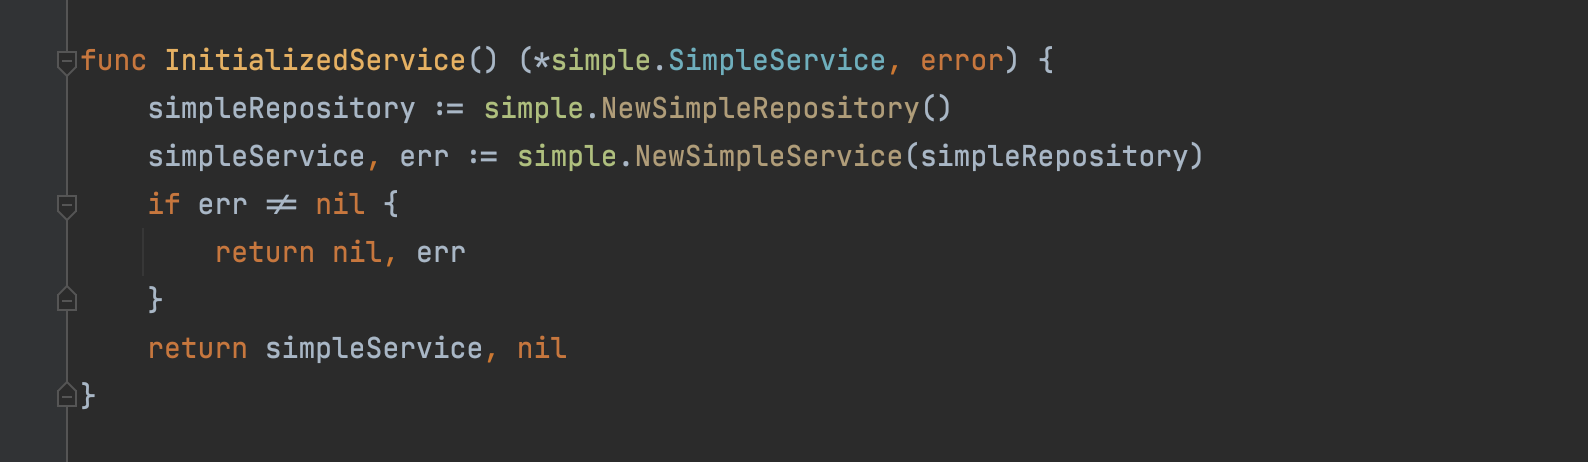 func InitializedService() (*simple.SimpleService, error) {
    simpleRepository := simple.NewSimpleRepository()
    simpleService, err := simple.NewSimpleService(simpleRepository)
    if err != nil {
        return nil, err
    }
    return simpleService, nil
}